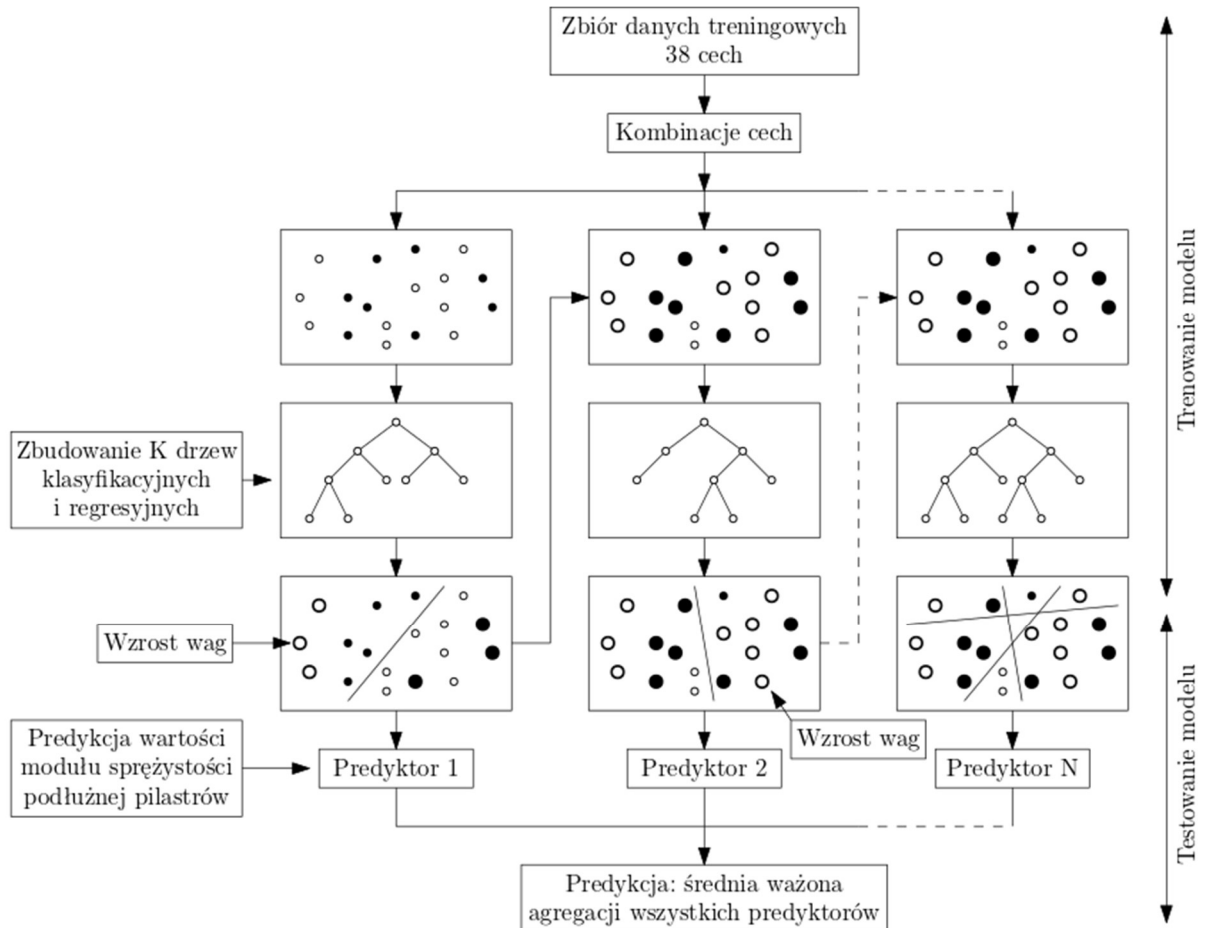 Zbiór danych treningowych
38 cech
Kombinacje cech
Trenowanie modelu
Zbudowanie K drzew
klasyfikacyjnych
i regresyjnych
Wzrost wag
Wzrost wag
Predykcja wartości
modułu sprężystości
podłużnej pilastrów
Predyktor 1
Predyktor 2
Predyktor N
Testowanie modelu
Predykcja: średnia ważona
agregacji wszystkich predyktorów